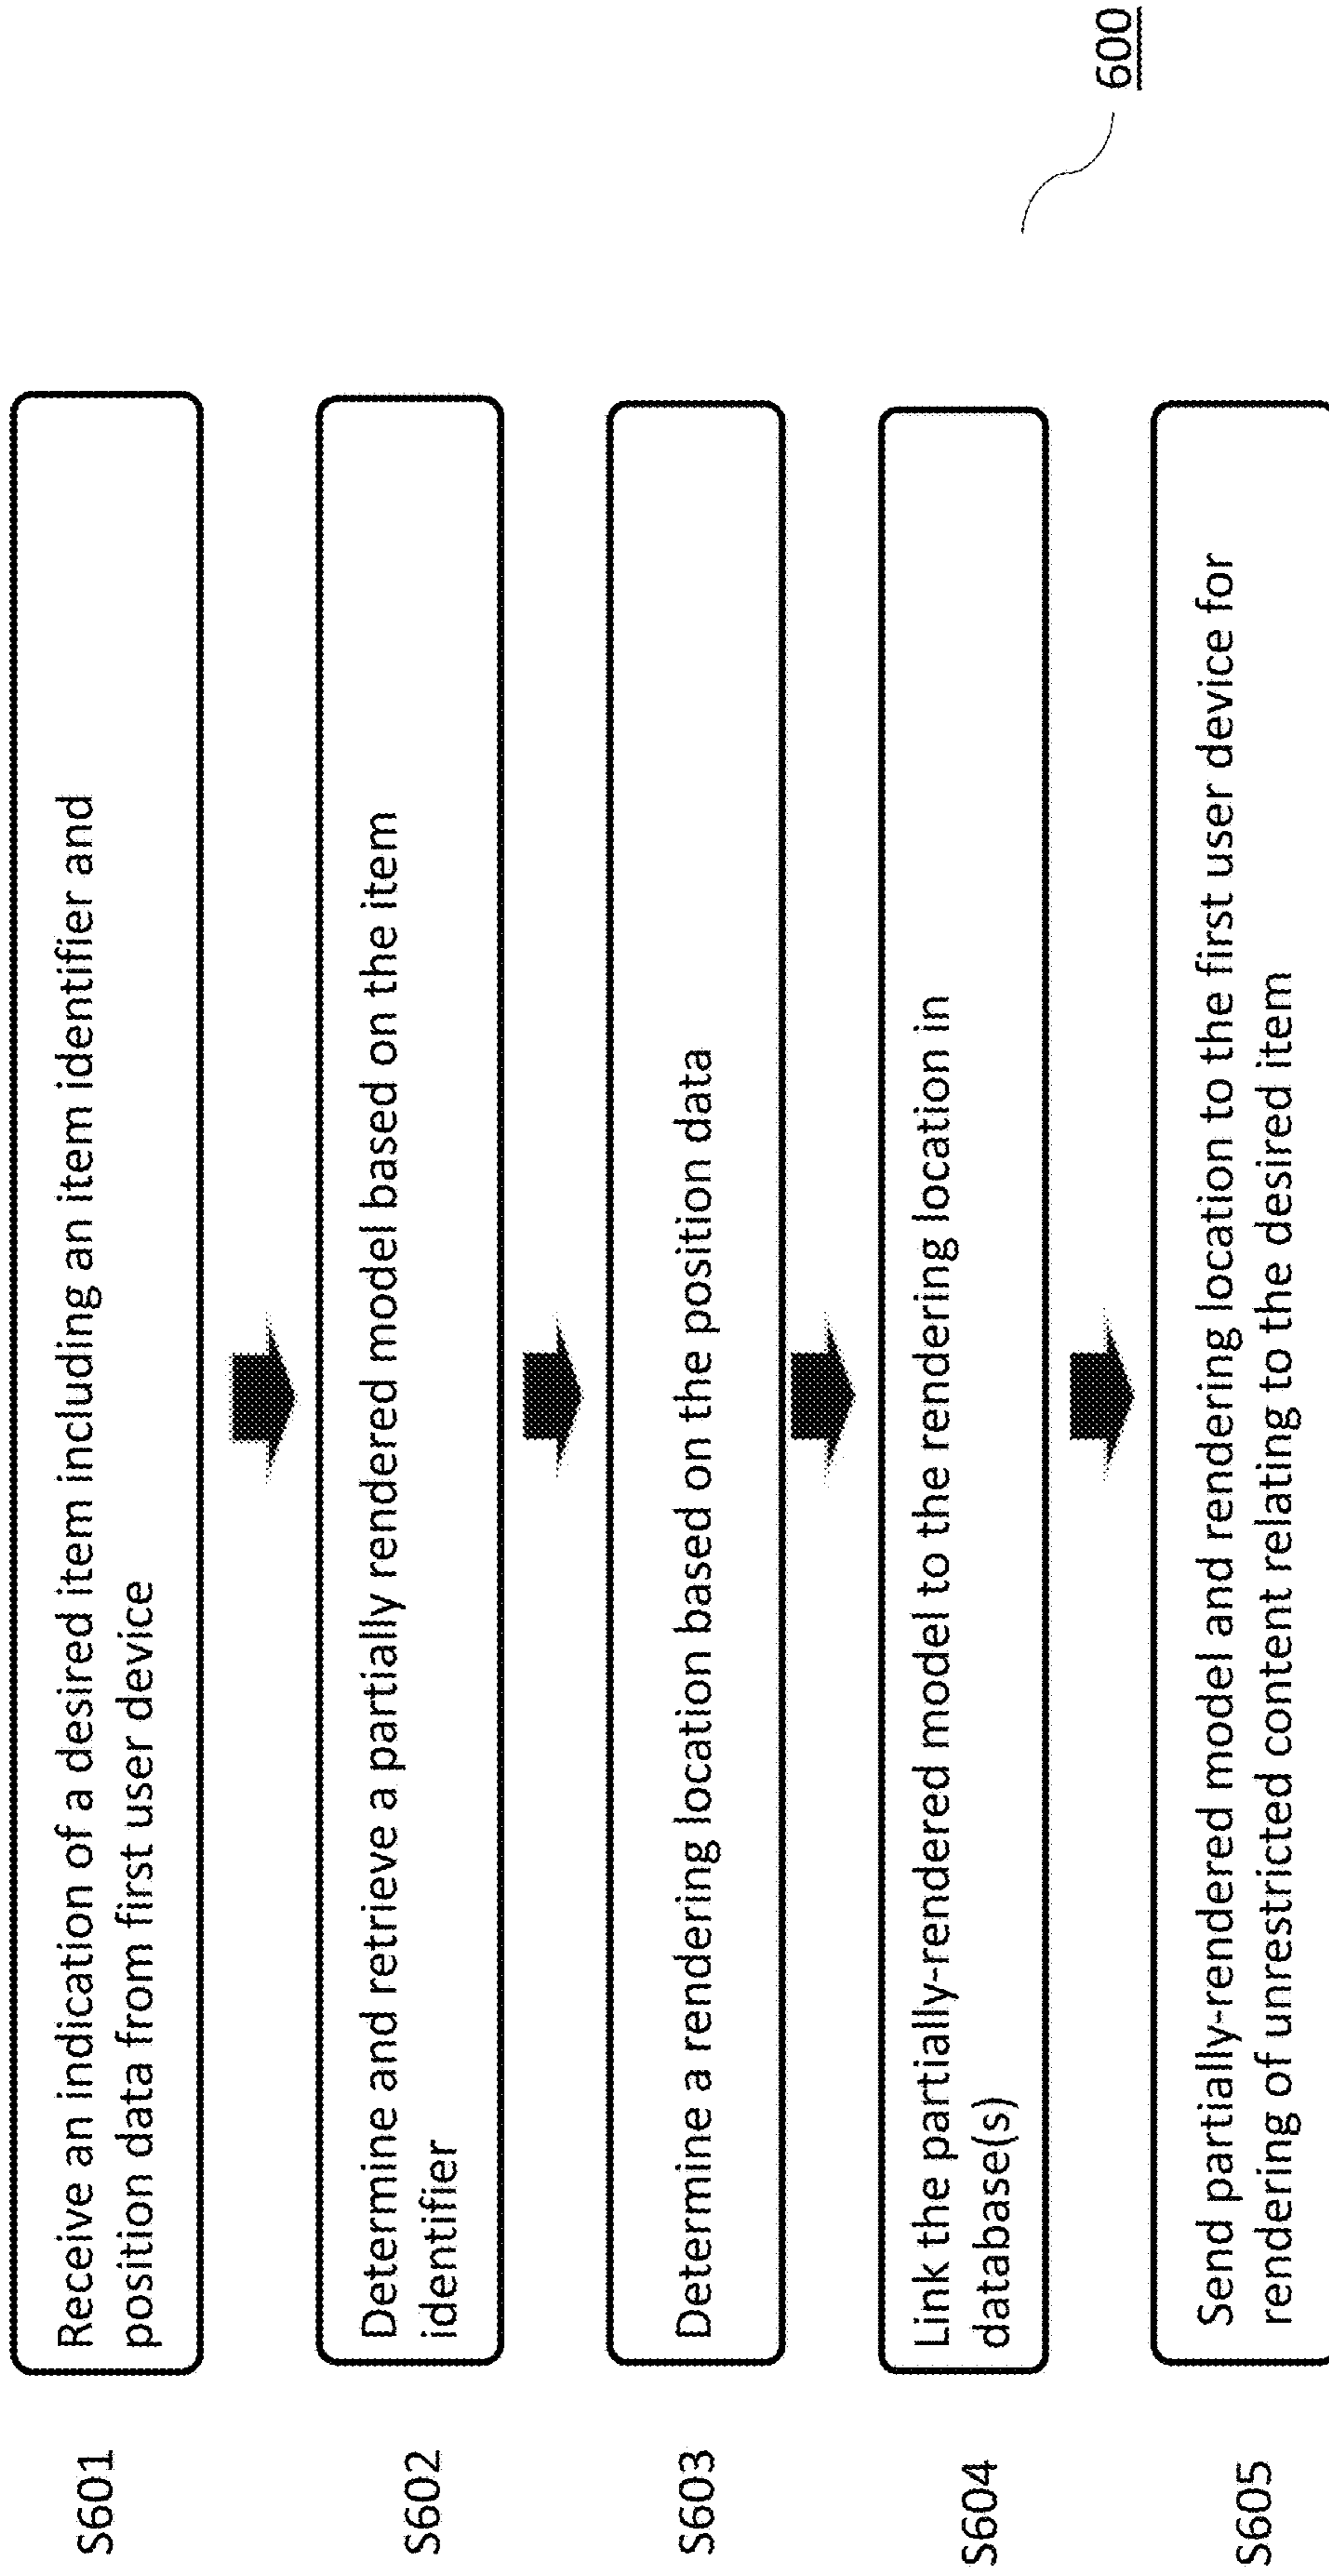 S601
Receive an indication of a desired item including an item identifier and
position data from first user device
S602
Determine and retrieve a partially rendered model based on the item
identifier
S603
Determine a rendering location based on the position data
S604
Link the partially-rendered model to the rendering location in
database(s)
S605
Send partially-rendered model and rendering location to the first user device for
rendering of unrestricted content relating to the desired item
600